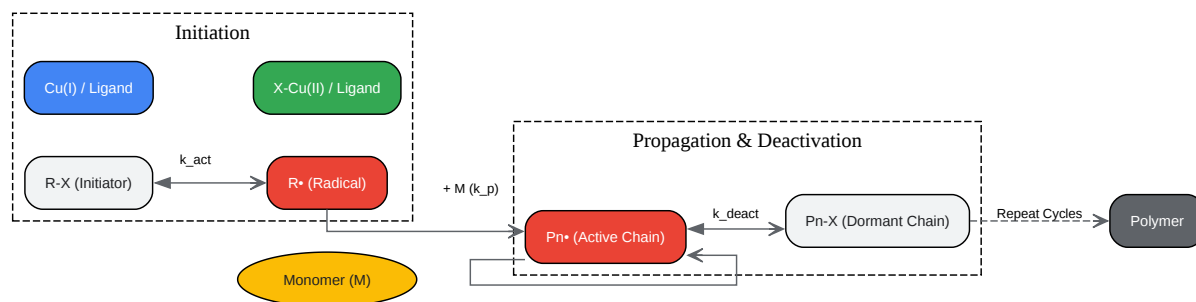 Initiation
Cu(I) / Ligand
X-Cu(II) / Ligand
R-X (Initiator)
k_act
R• (Radical)
+ M (k_p)
Monomer (M)
Propagation & Deactivation
Pn• (Active Chain)
k_deact
Pn-X (Dormant Chain)
Repeat Cycles
Polymer